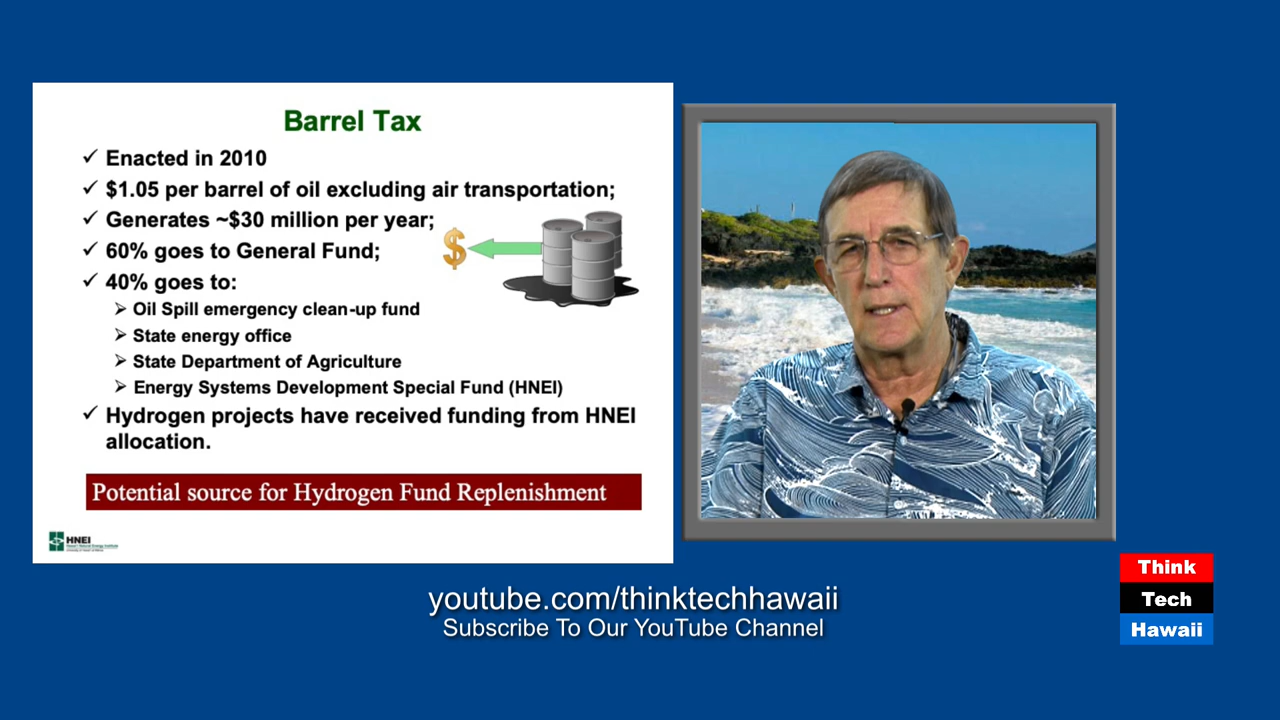 Barrel Tax
✓ Enacted in 2010
✓ $1.05 per barrel of oil excluding air transportation;
✓ Generates ~$30 million per year;
✓ 60% goes to General Fund;
✓ 40% goes to:
➢ Oil Spill emergency clean-up fund
➢ State energy office
➢ State Department of Agriculture
➢ Energy Systems Development Special Fund (HNEI)
✓ Hydrogen projects have received funding from HNEI
allocation.
$
Potential source for Hydrogen Fund Replenishment
HNEI
youtube.com/thinktechhawaii
Subscribe To Our YouTube Channel
Think
Tech
Hawaii